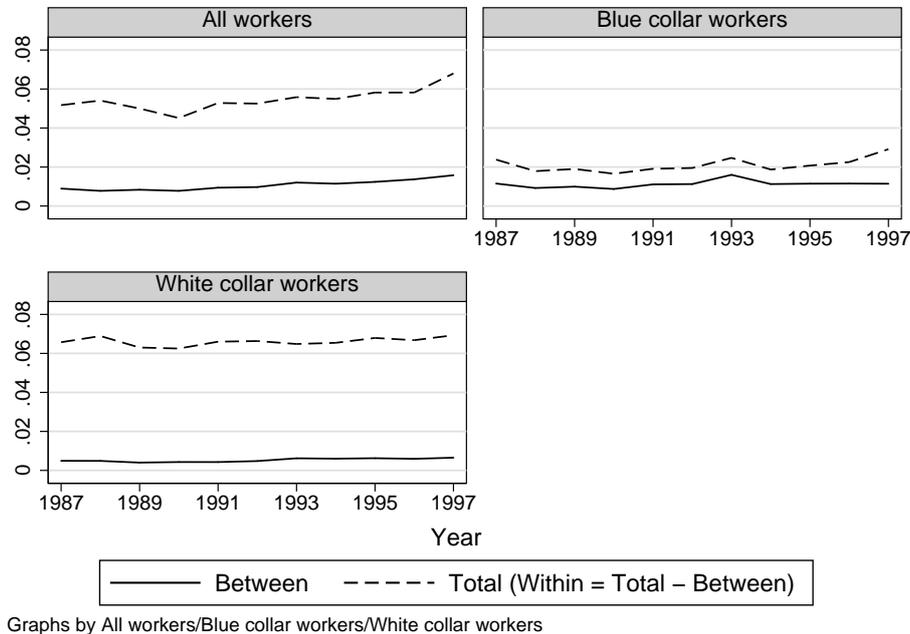 All workers
Blue collar workers
.08
.06
.04
.02
0
1987 1989 1991 1993 1995 1997
White collar workers
.08
.06
.04
.02
0
1987 1989 1991 1993 1995 1997
Year
Between Total (Within = Total − Between)
Graphs by All workers/Blue collar workers/White collar workers